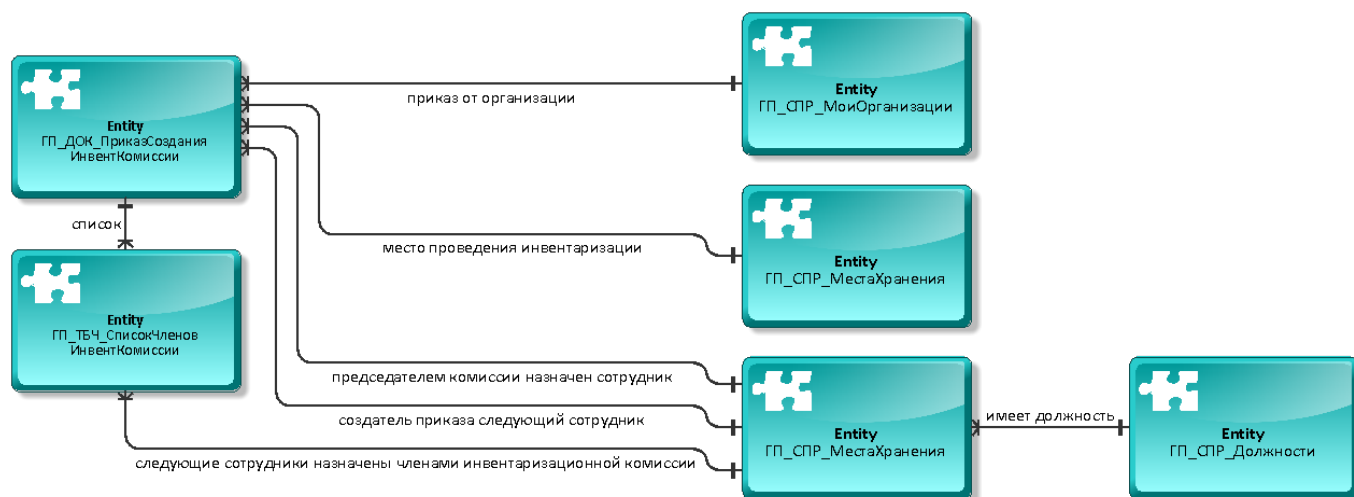 Entity
ГП_ДОК_ПриказСоздания
ИнвентКомиссии
приказ от организации
Entity
ГП_СПР_МоиОрганизации
список
место проведения инвентаризации
Entity
ГП_СПР_МестаХранения
Entity
ГП_ТБЧ_СписокЧленов
ИнвентКомиссии
председателем комиссии назначен сотрудник
создатель приказа следующий сотрудник
следующие сотрудники назначены членами инвентаризационной комиссии
Entity
ГП_СПР_МестаХранения
имеет должность
Entity
ГП_СПР_Должности